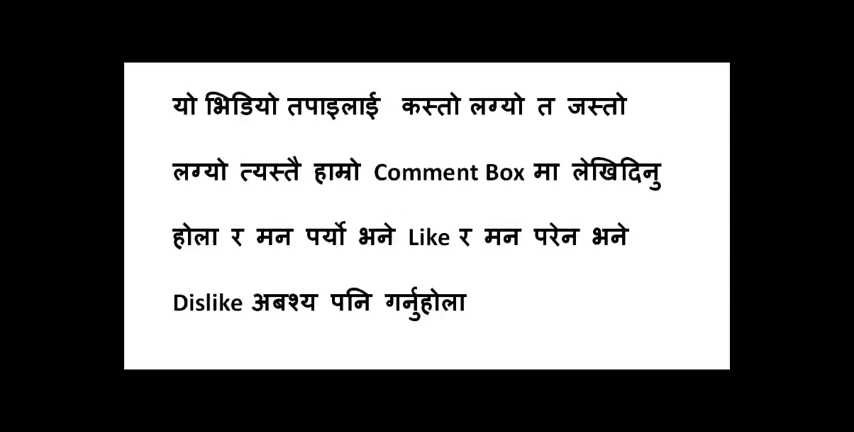 यो भिडियो तपाइलाई कस्तो लग्यो त जस्तो
लग्यो त्यस्तै हाम्रो Comment Box मा लेखिदिनु
होला र मन पर्यो भने Like र मन परेन भने
Dislike अबश्य पनि गर्नुहोला